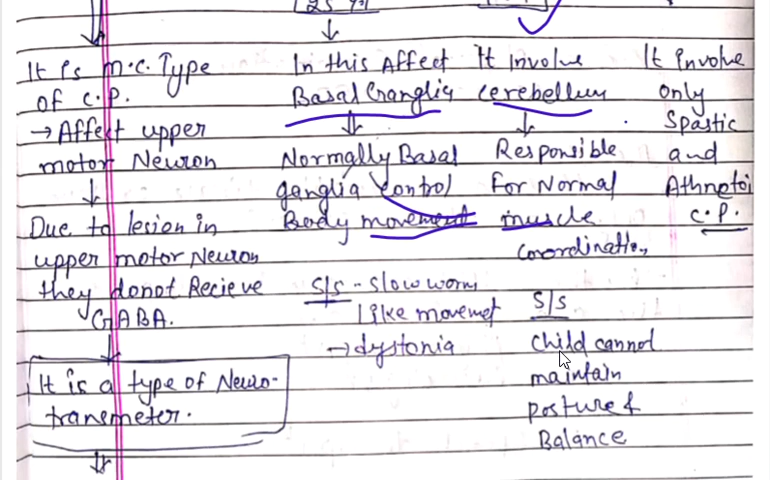 25 %
It is m.c. Type
of C.P.
→ Affect upper
motor Neuron
↓
Due to lesion in
upper motor Neuron
they donot Recieve
GABA.
It is a type of Neuro-
transmeter.
In this Affect
Basal Ganglia
Normally Basal
ganglia control
Body movement
S/s - slow worm
like movemet
→ dystonia
It Involve
cerebellum
Responsible
for Normal
muscle
coordination
S/s
child cannot
maintain
posture &
Balance
It involve
only
Spastic
and
Athnetoi
C.P.